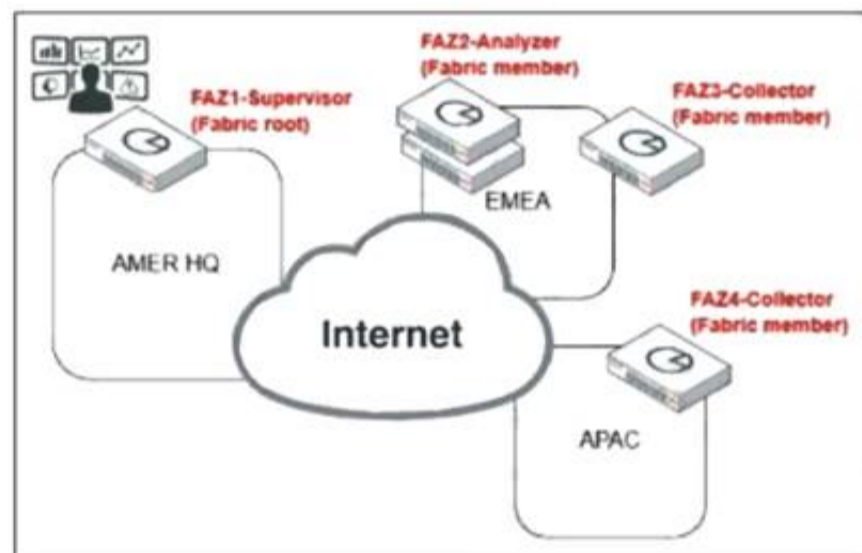 FAZ1-Supervisor
(Fabric root)
FAZ2-Analyzer
(Fabric member)
FAZ3-Collector
(Fabric member)
EMEA
AMER HQ
Internet
FAZ4-Collector
(Fabric member)
APAC